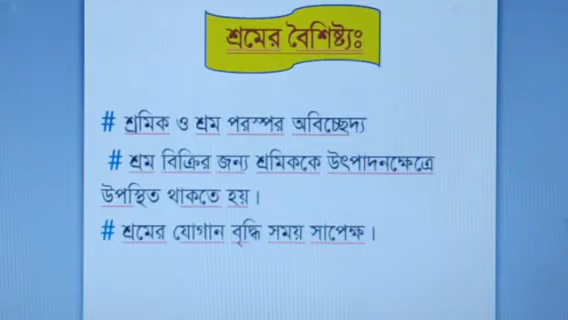 শ্রমের বৈশিষ্ট্যঃ
# শ্রমিক ও শ্রম পরস্পর অবিচ্ছেদ্য
# শ্রম বিক্রির জন্য শ্রমিককে উৎপাদনক্ষেত্রে
উপস্থিত থাকতে হয়।
# শ্রমের যোগান বৃদ্ধি সময় সাপেক্ষ।